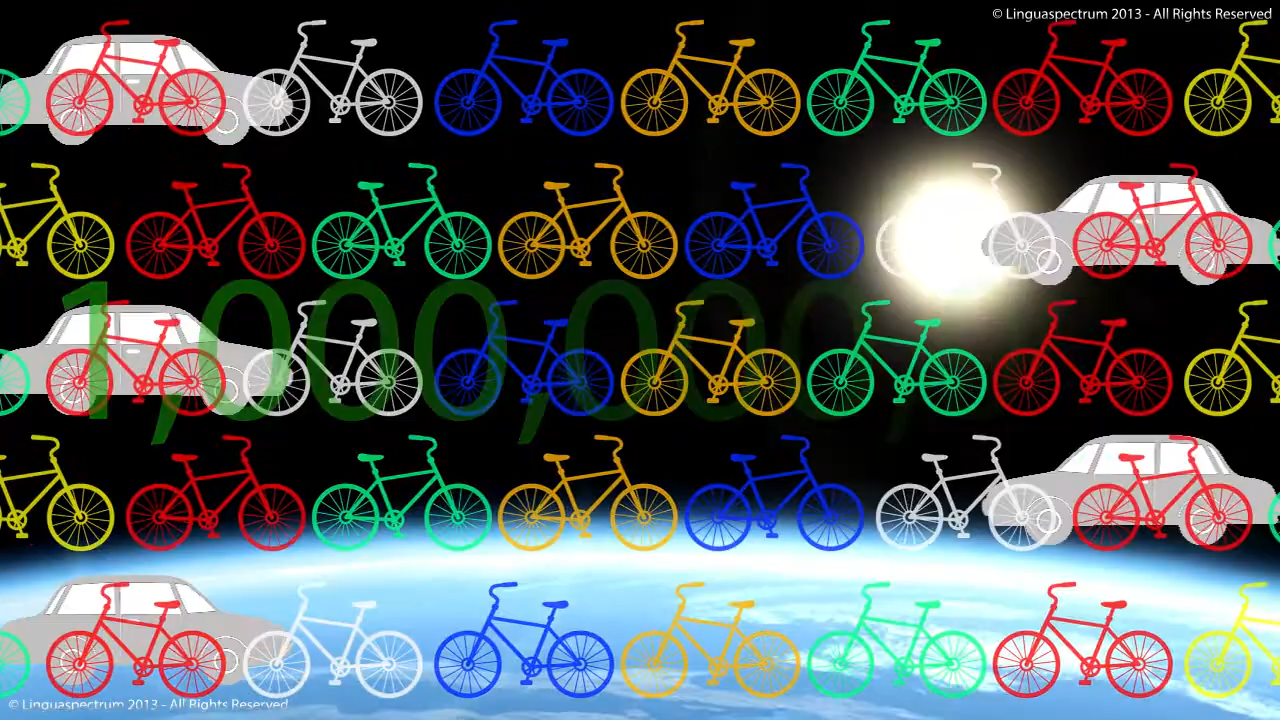 © Linguaspectrum 2013 - All Rights Reserved
1,000,000,
© Linguaspectrum 2013 - All Rights Reserved